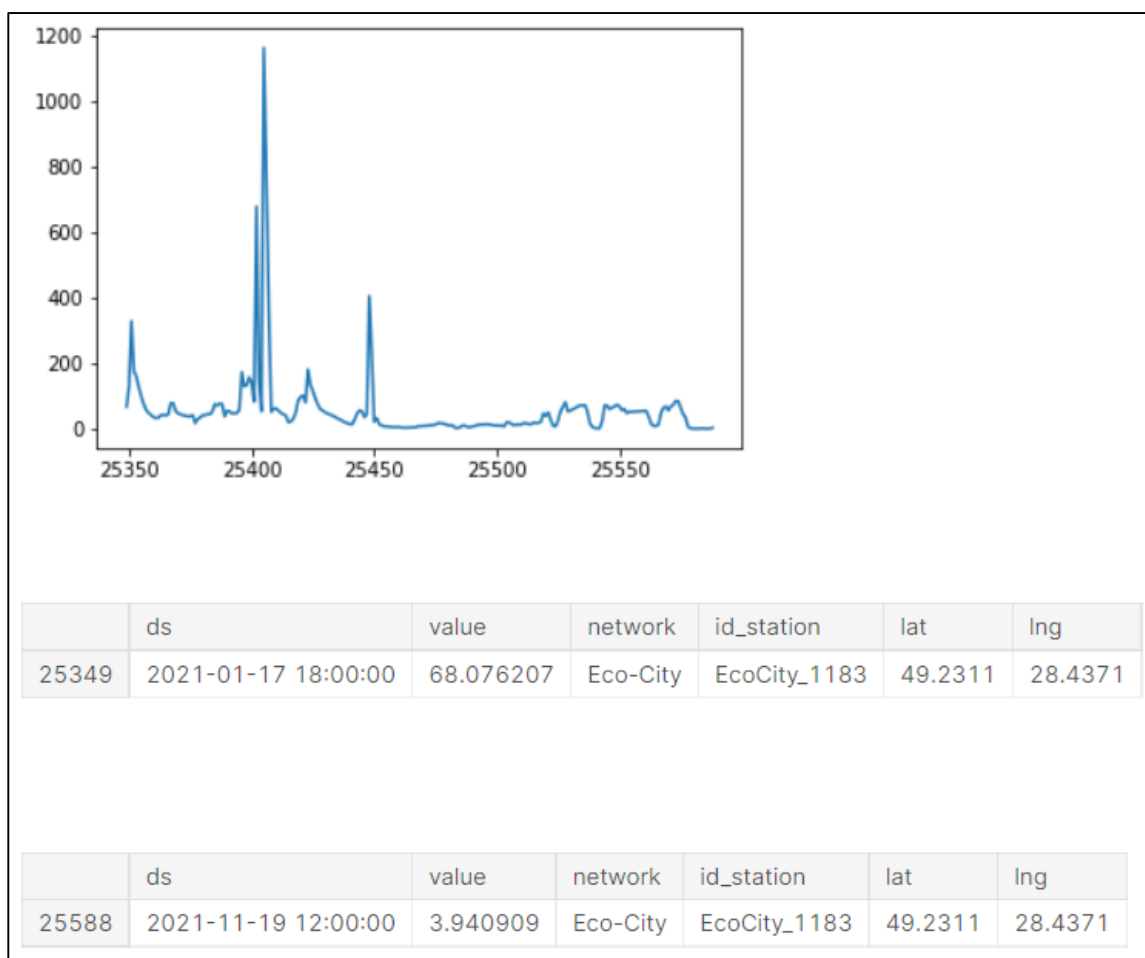 1200
1000
800
600
400
200
0
25350 25400 25450 25500 25550
ds value network id_station lat lng
25349 2021-01-17 18:00:00 68.076207 Eco-City EcoCity_1183 49.2311 28.4371
ds value network id_station lat lng
25588 2021-11-19 12:00:00 3.940909 Eco-City EcoCity_1183 49.2311 28.4371